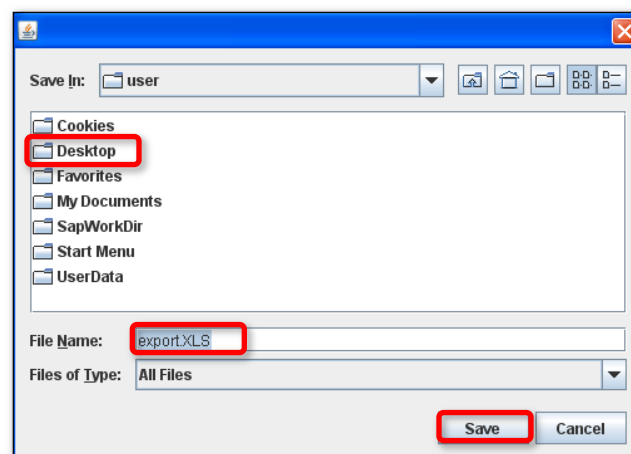 Save In: user
Cookies
Desktop
Favorites
My Documents
SapWorkDir
Start Menu
UserData
File Name: export.XLS
Files of Type: All Files
Save Cancel